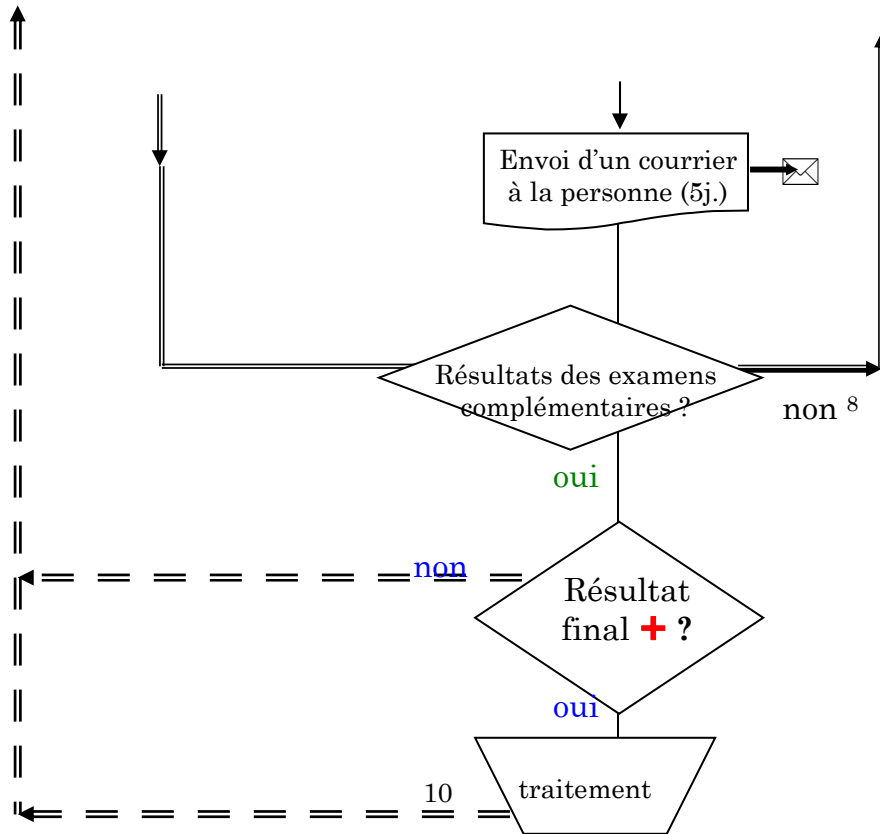 Envoi d'un courrier
à la personne (5j.)
Résultats des examens
complémentaires ?
non 8
oui
non
Résultat
final + ?
oui
10
traitement